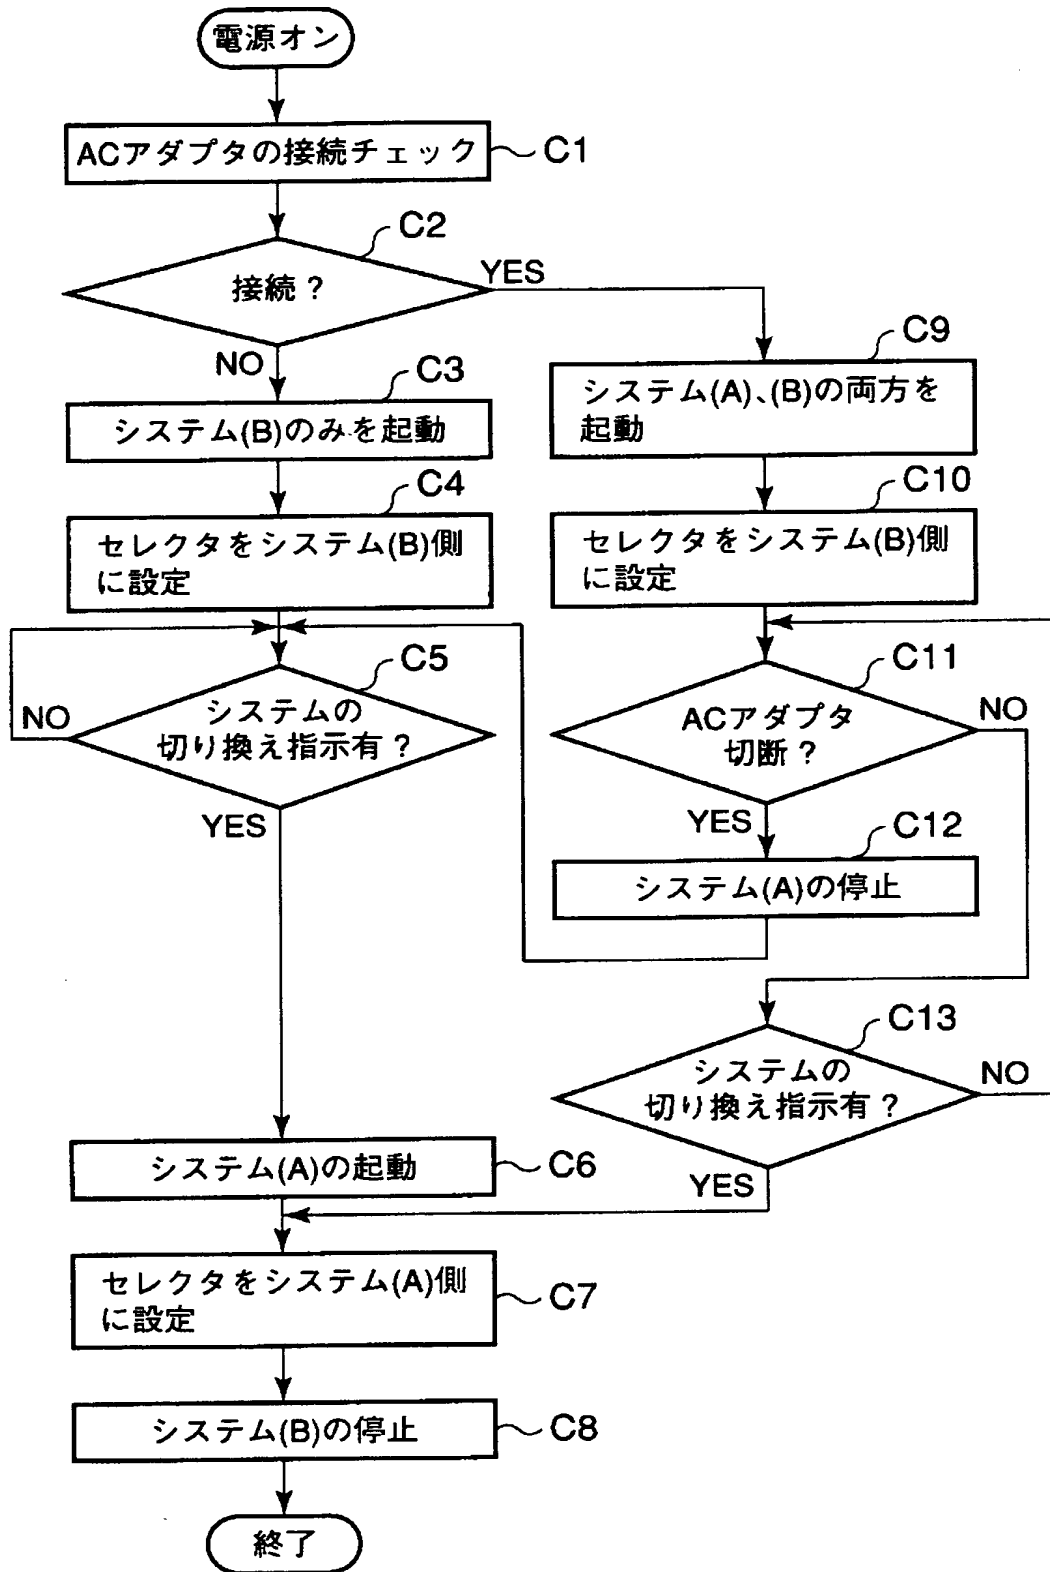 電源オン
ACアダプタの接続チェック
C1
C2
接続？
YES
NO
C3
システム(B)のみを起動
C4
セレクタをシステム(B)側
に設定
C5
システムの
切り換え指示有？
NO
YES
C9
システム(A)、(B)の両方を
起動
C10
セレクタをシステム(B)側
に設定
C11
ACアダプタ
切断？
NO
YES
C12
システム(A)の停止
C13
システムの
切り換え指示有？
NO
YES
システム(A)の起動
C6
セレクタをシステム(A)側
に設定
C7
システム(B)の停止
C8
終了